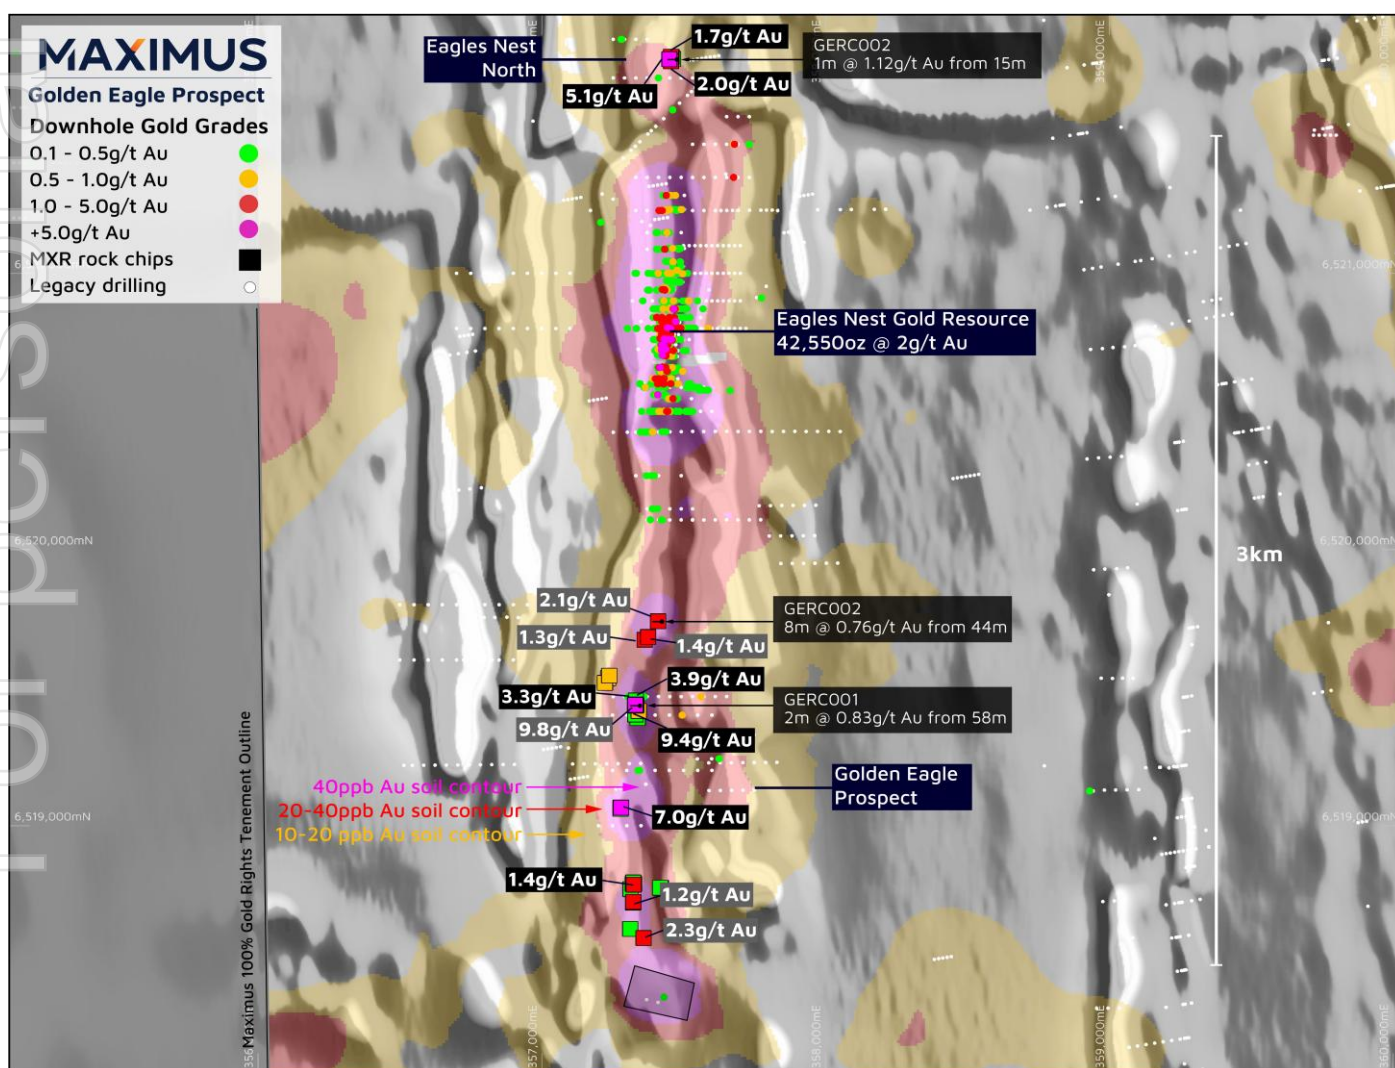 MAXIMUS
Golden Eagle Prospect
Downhole Gold Grades
0.1 - 0.5g/t Au
0.5 - 1.0g/t Au
1.0 - 5.0g/t Au
+5.0g/t Au
MXR rock chips
Legacy drilling
Eagles Nest
North
1.7g/t Au
5.1g/t Au
2.0g/t Au
GERC002
1m @ 1.12g/t Au from 15m
6,521,000mN
Eagles Nest Gold Resource
42,550oz @ 2g/t Au
6,520,000mN
6,520,000mN
3km
2.1g/t Au
1.3g/t Au
1.4g/t Au
GERC002
8m @ 0.76g/t Au from 44m
3.9g/t Au
3.3g/t Au
9.8g/t Au
9.4g/t Au
GERC001
2m @ 0.83g/t Au from 58m
Golden Eagle
Prospect
40ppb Au soil contour
20-40ppb Au soil contour
10-20 ppb Au soil contour
6,519,000mN
6,519,000mN
7.0g/t Au
1.4g/t Au
1.2g/t Au
2.3g/t Au
Maximus 100% Gold Rights Tenement Outline
357,000mE
358,000mE
359,000mE